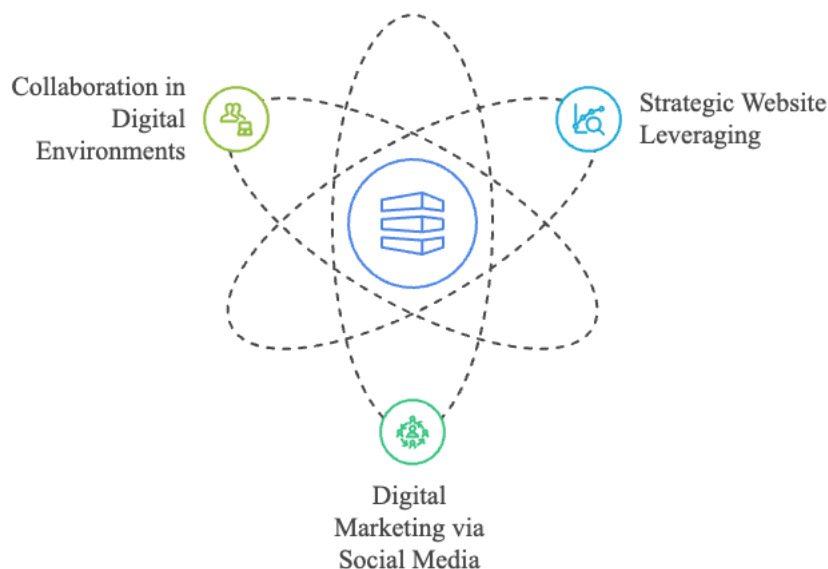 Collaboration in
Digital
Environments
Strategic Website
Leveraging
Digital
Marketing via
Social Media